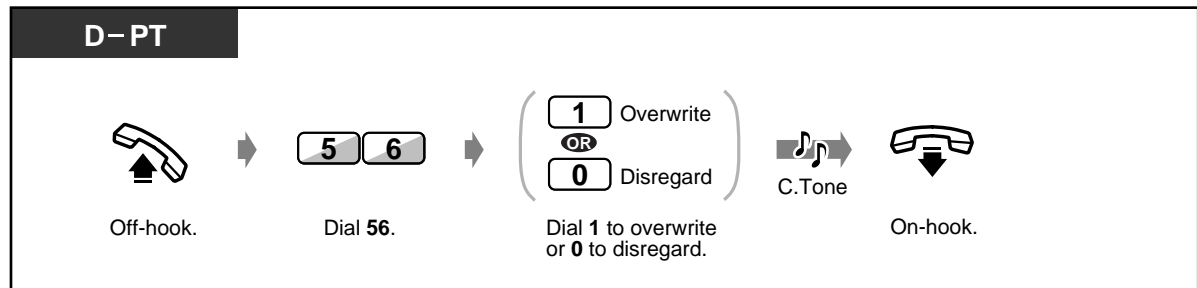 D–PT
5 6
1 Overwrite
OR
0 Disregard
C.Tone
Off-hook.
Dial 56.
Dial 1 to overwrite
or 0 to disregard.
On-hook.